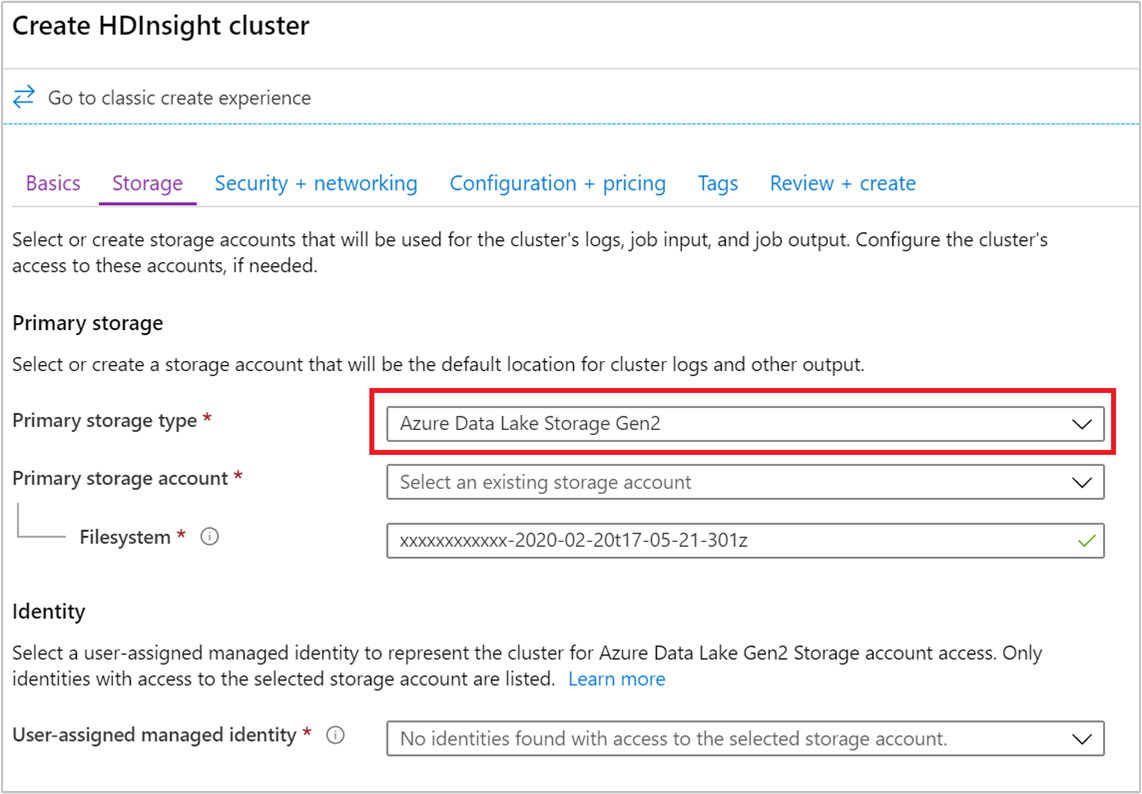 Create HDInsight cluster
Go to classic create experience
Basics Storage Security + networking Configuration + pricing Tags Review + create
Select or create storage accounts that will be used for the cluster's logs, job input, and job output. Configure the cluster's
access to these accounts, if needed.
Primary storage
Select or create a storage account that will be the default location for cluster logs and other output.
Primary storage type * Azure Data Lake Storage Gen2
Primary storage account * Select an existing storage account
Filesystem * xxxxxxxxxxxx-2020-02-20t17-05-21-301z
Identity
Select a user-assigned managed identity to represent the cluster for Azure Data Lake Gen2 Storage account access. Only
identities with access to the selected storage account are listed. Learn more
User-assigned managed identity * No identities found with access to the selected storage account.